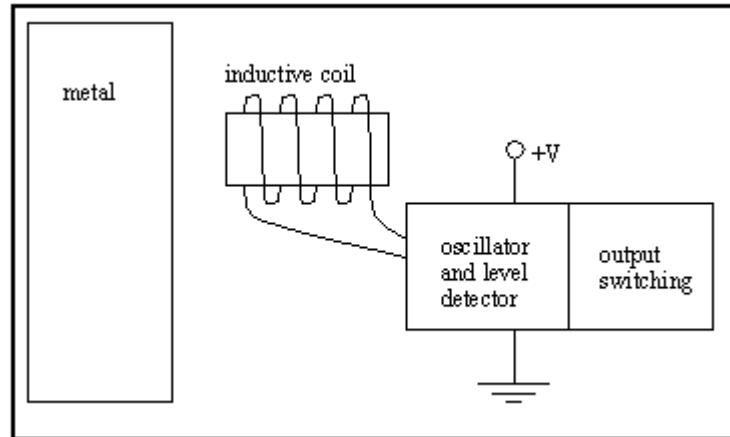 inductive coil
metal
+V
oscillator
and level
detector
output
switching